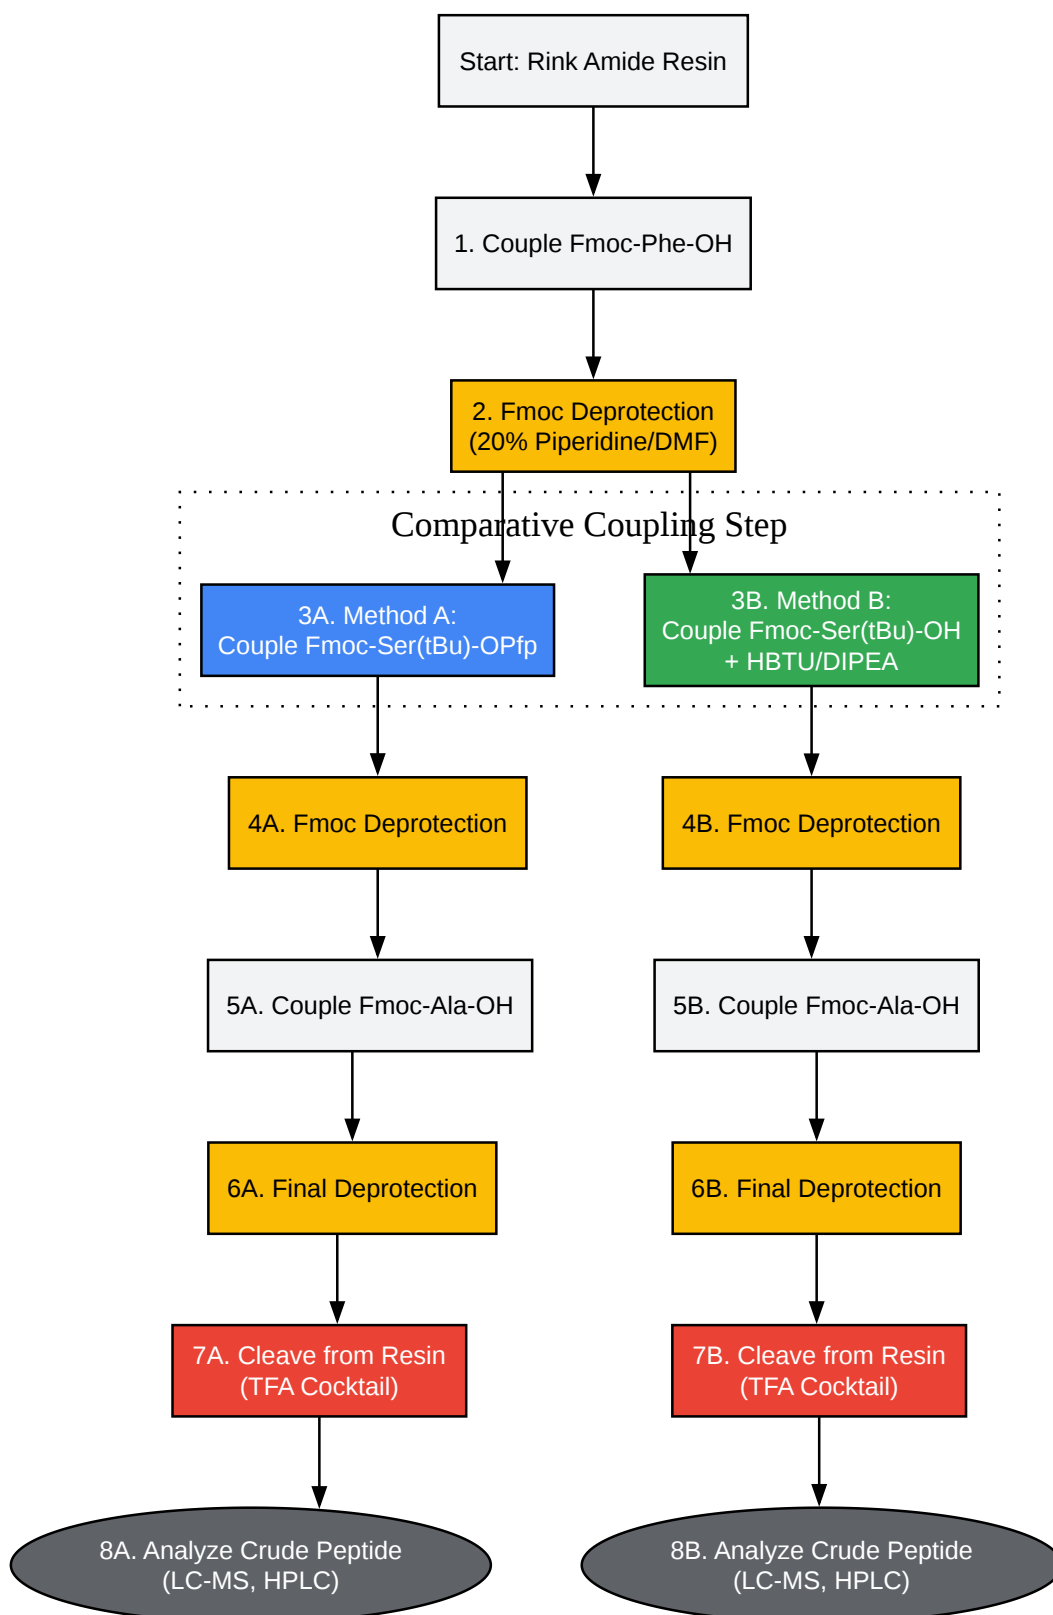 Start: Rink Amide Resin
1. Couple Fmoc-Phe-OH
2. Fmoc Deprotection
(20% Piperidine/DMF)
Comparative Coupling Step
3A. Method A:
Couple Fmoc-Ser(tBu)-OPfp
3B. Method B:
Couple Fmoc-Ser(tBu)-OH
+ HBTU/DIPEA
4A. Fmoc Deprotection
4B. Fmoc Deprotection
5A. Couple Fmoc-Ala-OH
5B. Couple Fmoc-Ala-OH
6A. Final Deprotection
6B. Final Deprotection
7A. Cleave from Resin
(TFA Cocktail)
7B. Cleave from Resin
(TFA Cocktail)
8A. Analyze Crude Peptide
(LC-MS, HPLC)
8B. Analyze Crude Peptide
(LC-MS, HPLC)